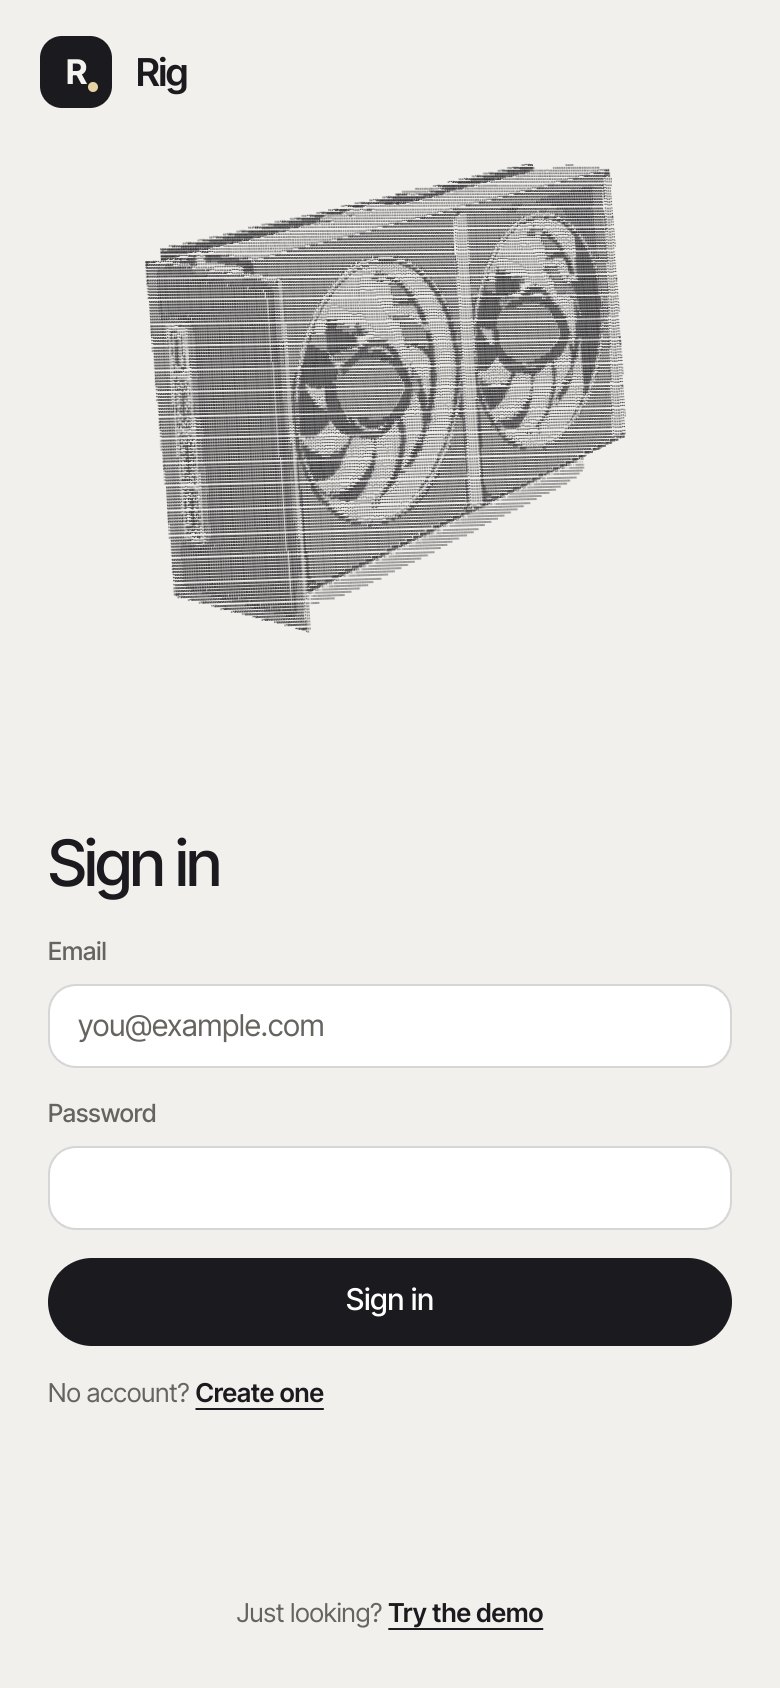 R.
Rig
Sign in
Email
you@example.com
Password
Sign in
No account? Create one
Just looking? Try the demo